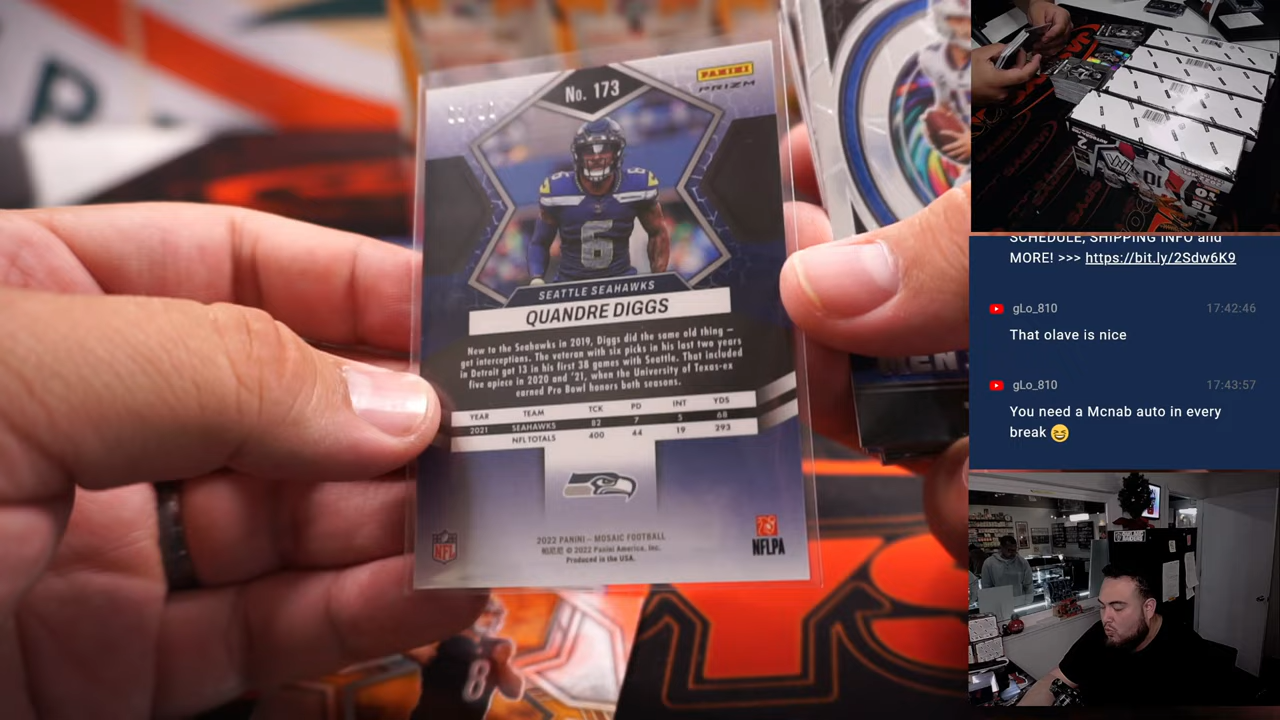 No. 173
PANINI
PRIZM
SEATTLE SEAHAWKS
QUANDRE DIGGS
New to the Seahawks in 2019, Diggs did the same old thing –
get interceptions. The veteran with six picks in his last two years
in Detroit got 13 in his first 38 games with Seattle. That included
five apiece in 2020 and '21, when the University of Texas-ex
earned Pro Bowl honors both seasons.
YEAR TEAM TCK PD INT YDS
2021 SEAHAWKS 82 7 5 68
NFL TOTALS 400 44 19 293
NFL
NFLPA
2022 PANINI – MOSAIC FOOTBALL
© 2022 Panini America, Inc.
Produced in the USA.
6
8
SCHEDULE, SHIPPING INFO and
MORE! >>> https://bit.ly/2Sdw6K9
gLo_810 17:42:46
That olave is nice
gLo_810 17:43:57
You need a Mcnab auto in every
break 😆